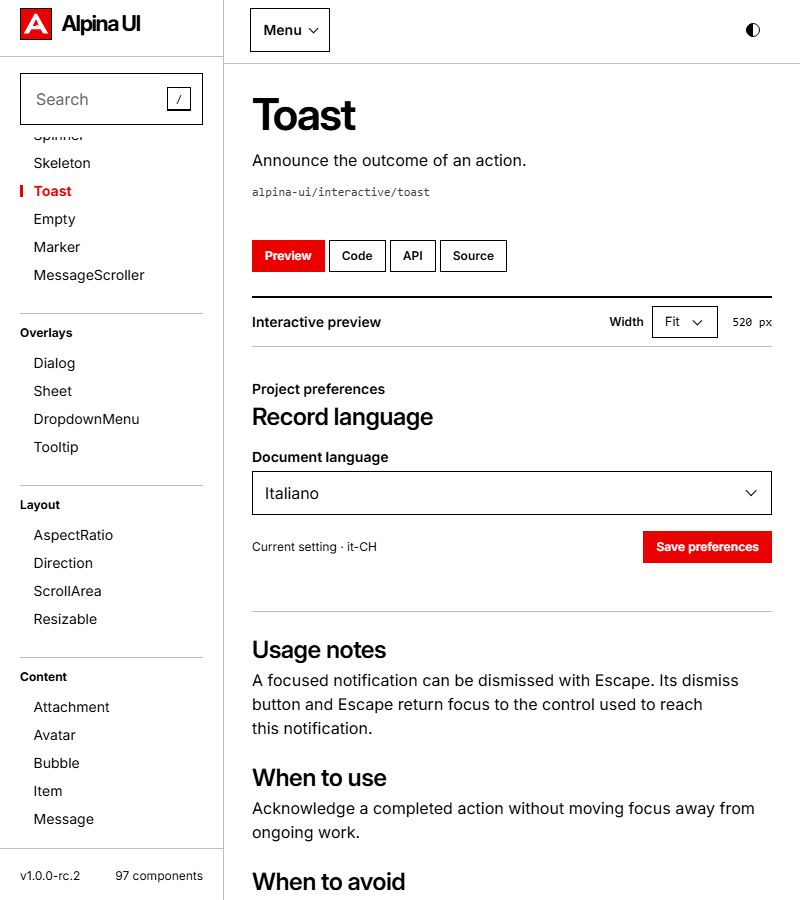 Alpina UI
Search /
Spinner
Skeleton
Toast
Empty
Marker
MessageScroller
Overlays
Dialog
Sheet
DropdownMenu
Tooltip
Layout
AspectRatio
Direction
ScrollArea
Resizable
Content
Attachment
Avatar
Bubble
Item
Message
v1.0.0-rc.2 97 components
Menu
Toast
Announce the outcome of an action.
alpina-ui/interactive/toast
Preview Code API Source
Interactive preview Width Fit 520 px
Project preferences
Record language
Document language
Italiano
Current setting · it-CH Save preferences
Usage notes
A focused notification can be dismissed with Escape. Its dismiss
button and Escape return focus to the control used to reach
this notification.
When to use
Acknowledge a completed action without moving focus away from
ongoing work.
When to avoid